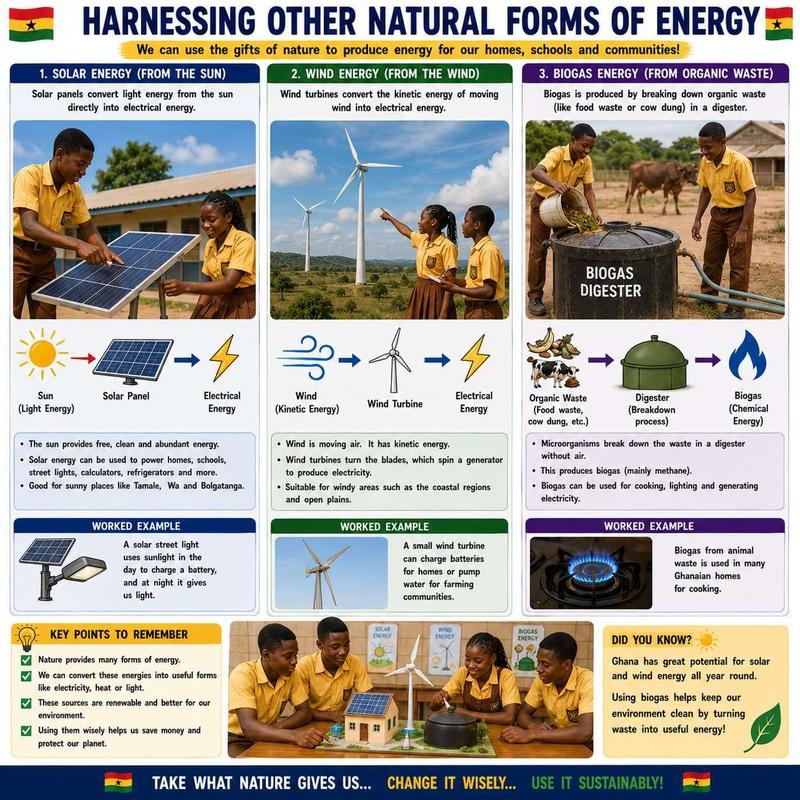 HARNESSING OTHER NATURAL FORMS OF ENERGY
We can use the gifts of nature to produce energy for our homes, schools and communities!
1. SOLAR ENERGY (FROM THE SUN)
Solar panels convert light energy from the sun
directly into electrical energy.
Sun
(Light Energy)
Solar Panel
Electrical
Energy
• The sun provides free, clean and abundant energy.
• Solar energy can be used to power homes, schools,
street lights, calculators, refrigerators and more.
• Good for sunny places like Tamale, Wa and Bolgatanga.
WORKED EXAMPLE
A solar street light
uses sunlight in the
day to charge a battery,
and at night it gives
us light.
2. WIND ENERGY (FROM THE WIND)
Wind turbines convert the kinetic energy of moving
wind into electrical energy.
Wind
(Kinetic Energy)
Wind Turbine
Electrical
Energy
• Wind is moving air. It has kinetic energy.
• Wind turbines turn the blades, which spin a generator
to produce electricity.
• Suitable for windy areas such as the coastal regions
and open plains.
WORKED EXAMPLE
A small wind turbine
can charge batteries
for homes or pump
water for farming
communities.
3. BIOGAS ENERGY (FROM ORGANIC WASTE)
Biogas is produced by breaking down organic waste
(like food waste or cow dung) in a digester.
BIOGAS
DIGESTER
Organic Waste
(Food waste,
cow dung, etc.)
Digester
(Breakdown
process)
Biogas
(Chemical
Energy)
• Microorganisms break down the waste in a digester
without air.
• This produces biogas (mainly methane).
• Biogas can be used for cooking, lighting and generating
electricity.
WORKED EXAMPLE
Biogas from animal
waste is used in many
Ghanaian homes
for cooking.
KEY POINTS TO REMEMBER
Nature provides many forms of energy.
We can convert these energies into useful forms
like electricity, heat or light.
These sources are renewable and better for our
environment.
Using them wisely helps us save money and
protect our planet.
SOLAR
ENERGY
WIND
ENERGY
BIOGAS
ENERGY
DID YOU KNOW?
Ghana has great potential for solar
and wind energy all year round.
Using biogas helps keep our
environment clean by turning
waste into useful energy!
TAKE WHAT NATURE GIVES US... CHANGE IT WISELY... USE IT SUSTAINABLY!